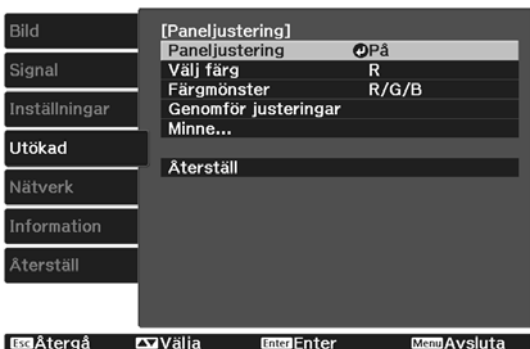 Bild
Signal
Inställningar
Utökad
Nätverk
Information
Återställ
[Paneljustering]
Paneljustering På
Välj färg R
Färgmönster R/G/B
Genomför justeringar
Minne...
Återställ
Esc Återgå Välja Enter Enter Menu Avsluta